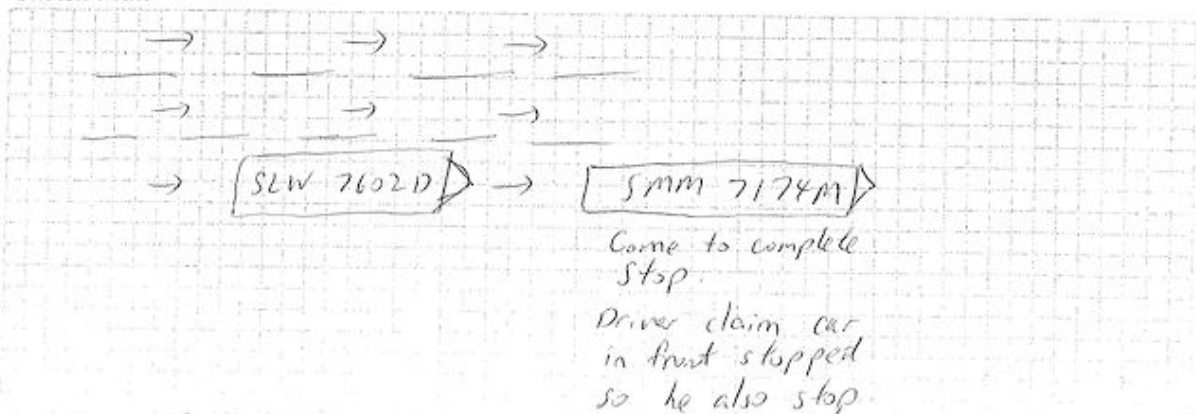 SLW 7602D
SMM 7174M
Come to complete
Stop.
Driver claim car
in front stopped
so he also stop.